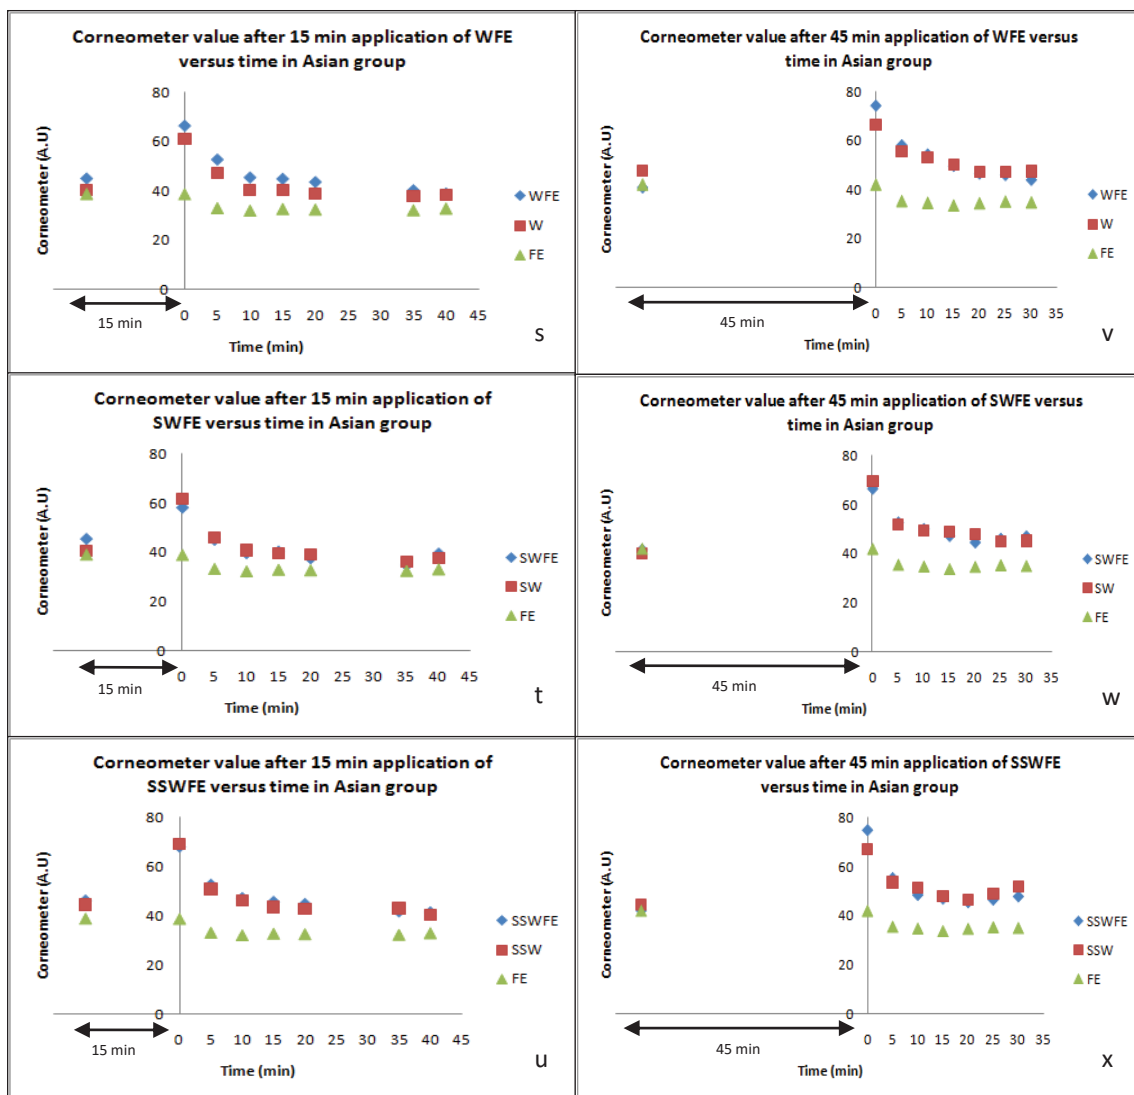 Corneometer value after 15 min application of WFE
versus time in Asian group
Corneometer (A.U)
80
60
40
20
0
15 min
0 5 10 15 20 25 30 35 40 45
Time (min)
WFE
W
FE
s
Corneometer value after 45 min application of WFE versus
time in Asian group
Corneometer (A.U)
80
60
40
20
0
45 min
0 5 10 15 20 25 30 35
Time (min)
WFE
W
FE
v
Corneometer value after 15 min application of
SWFE versus time in Asian group
Corneometer (A.U)
80
60
40
20
0
15 min
0 5 10 15 20 25 30 35 40 45
Time (min)
SWFE
SW
FE
t
Corneometer value after 45 min application of SWFE versus
time in Asian group
Corneometer (A.U)
80
60
40
20
0
45 min
0 5 10 15 20 25 30 35
Time (min)
SWFE
SW
FE
w
Corneometer value after 15 min application of
SSWFE versus time in Asian group
Corneometer (A.U)
80
60
40
20
0
15 min
0 5 10 15 20 25 30 35 40 45
Time (min)
SSWFE
SSW
FE
u
Corneometer value after 45 min application of SSWFE
versus time in Asian group
Corneometer (A.U)
80
60
40
20
0
45 min
0 5 10 15 20 25 30 35
Time (min)
SSWFE
SSW
FE
x